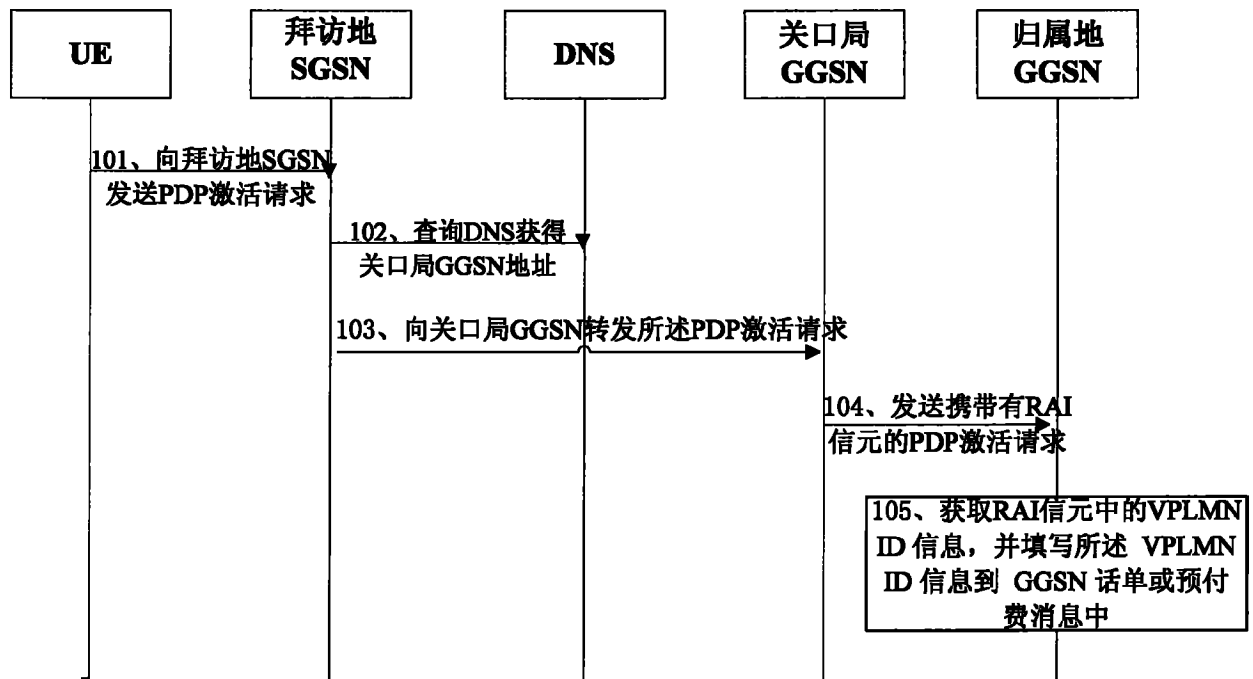 UE
拜访地
SGSN
DNS
关口局
GGSN
归属地
GGSN
101、向拜访地SGSN
发送PDP激活请求
102、查询DNS获得
关口局GGSN地址
103、向关口局GGSN转发所述PDP激活请求
104、发送携带有RAI
信元的PDP激活请求
105、获取RAI信元中的VPLMN
ID 信息，并填写所述 VPLMN
ID 信息到 GGSN 话单或预付
费消息中